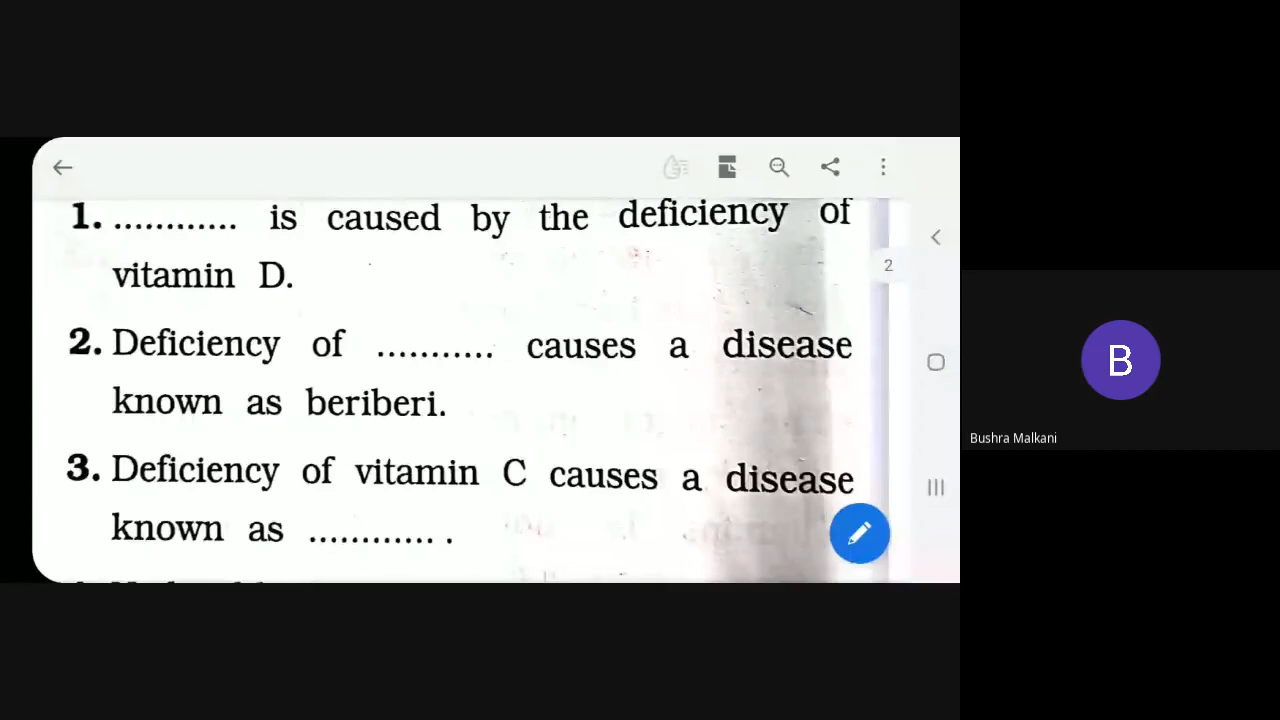 1. ............ is caused by the deficiency of
vitamin D.
2
2. Deficiency of ........... causes a disease
known as beriberi.
3. Deficiency of vitamin C causes a disease
known as ............ .
B
Bushra Malkani